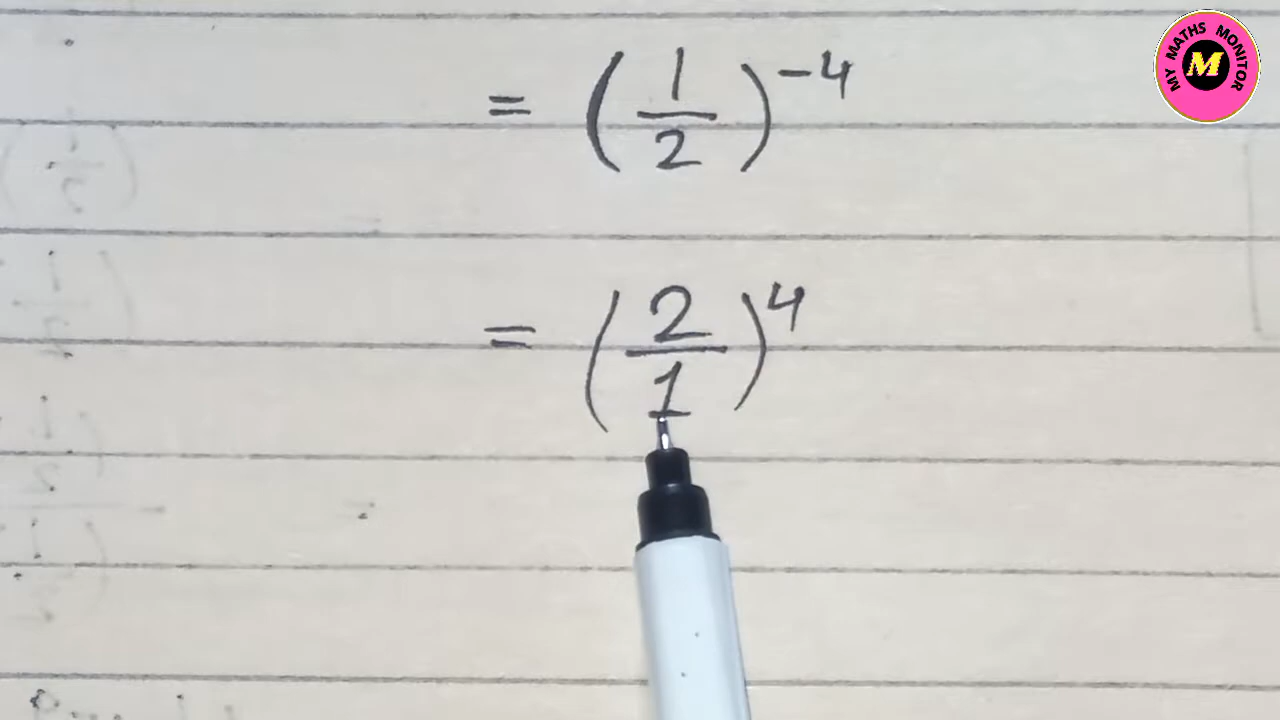 = (1/2)^-4
= (2/1)^4
MY MATHS MONITOR
M